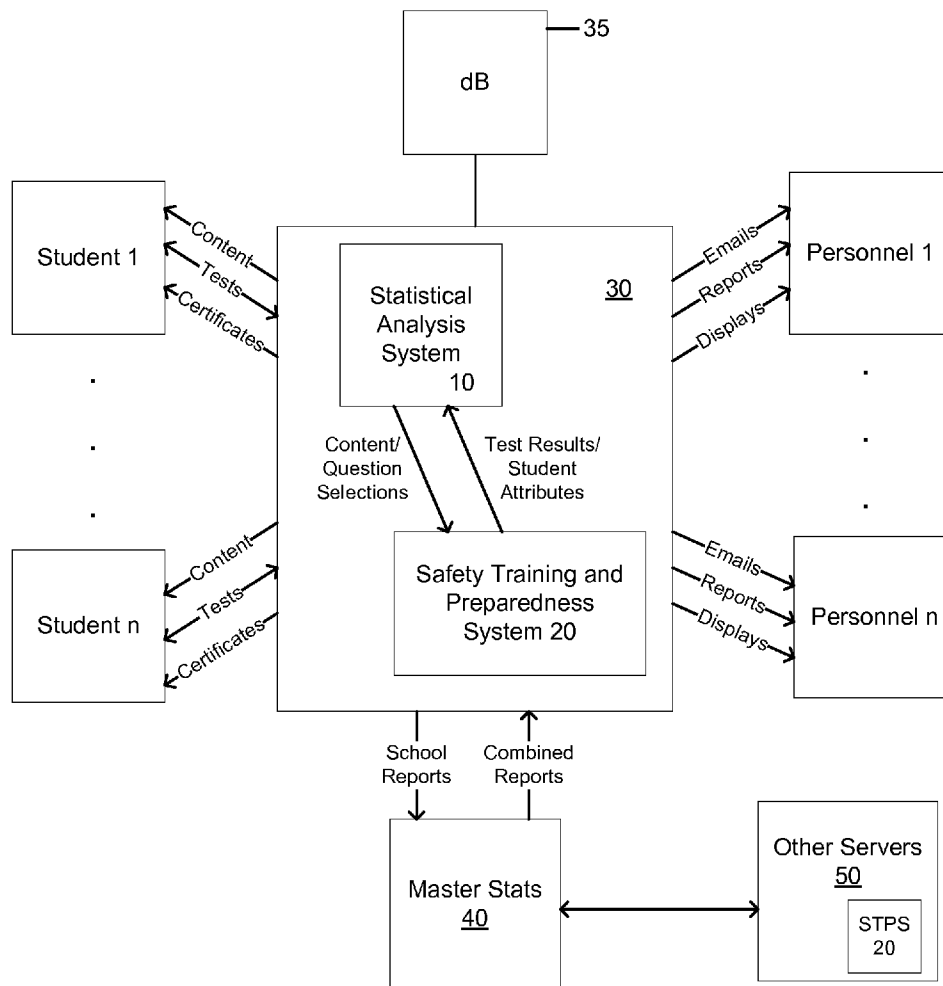 35
dB
Student 1
Content
Tests
Certificates
30
Statistical
Analysis
System
10
Emails
Reports
Displays
Personnel 1
Content/
Question
Selections
Test Results/
Student
Attributes
Student n
Content
Tests
Certificates
Safety Training and
Preparedness
System 20
Emails
Reports
Displays
Personnel n
School
Reports
Combined
Reports
Master Stats
40
Other Servers
50
STPS
20